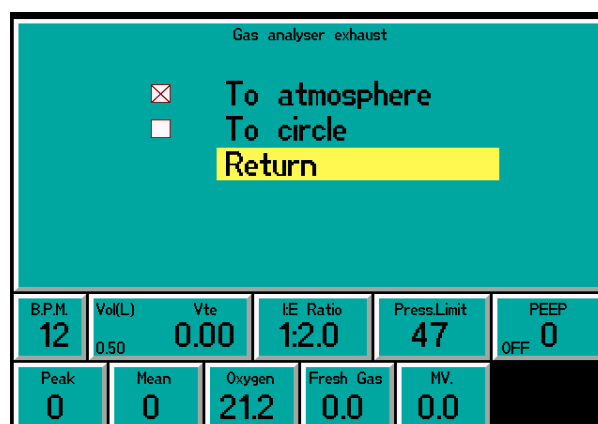 Gas analyser exhaust
To atmosphere
To circle
Return
B.P.M. Vol(L) Vte I:E Ratio Press.Limit PEEP
12 0.50 0.00 1:2.0 47 OFF 0
Peak Mean Oxygen Fresh Gas MV.
0 0 21.2 0.0 0.0